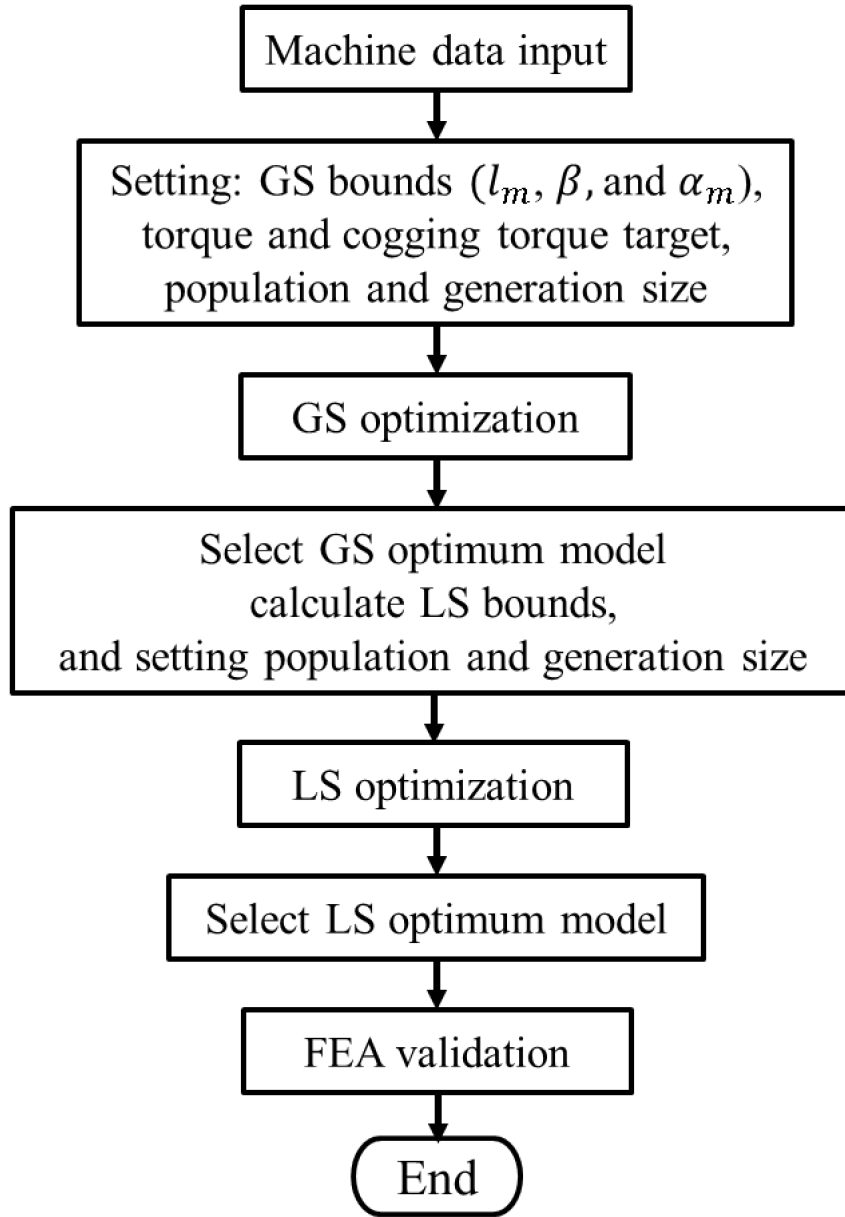 Machine data input
Setting: GS bounds (lₘ, β, and αₘ),
torque and cogging torque target,
population and generation size
GS optimization
Select GS optimum model
calculate LS bounds,
and setting population and generation size
LS optimization
Select LS optimum model
FEA validation
End